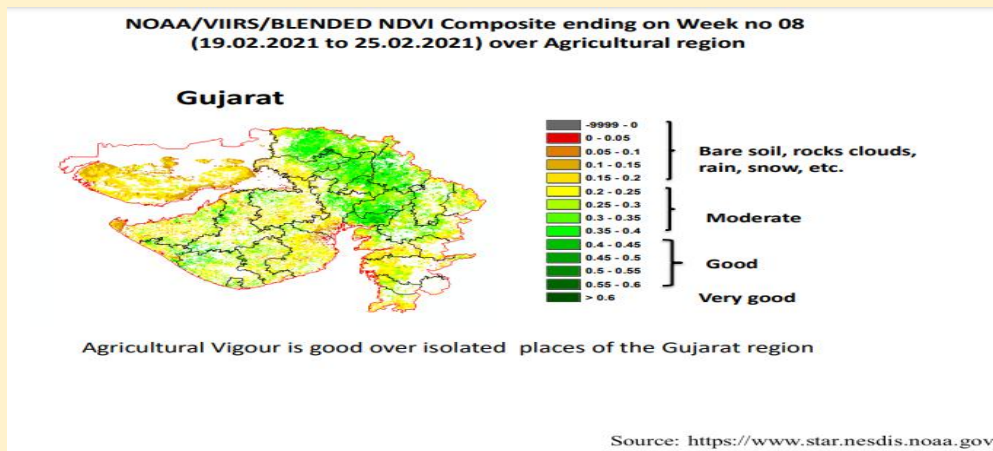 NOAA/VIIRS/BLENDED NDVI Composite ending on Week no 08
(19.02.2021 to 25.02.2021) over Agricultural region
Gujarat
-9999 - 0
0 - 0.05
0.05 - 0.1
0.1 - 0.15
0.15 - 0.2
0.2 - 0.25
0.25 - 0.3
0.3 - 0.35
0.35 - 0.4
0.4 - 0.45
0.45 - 0.5
0.5 - 0.55
0.55 - 0.6
> 0.6
Bare soil, rocks clouds,
rain, snow, etc.
Moderate
Good
Very good
Agricultural Vigour is good over isolated places of the Gujarat region
Source: https://www.star.nesdis.noaa.gov